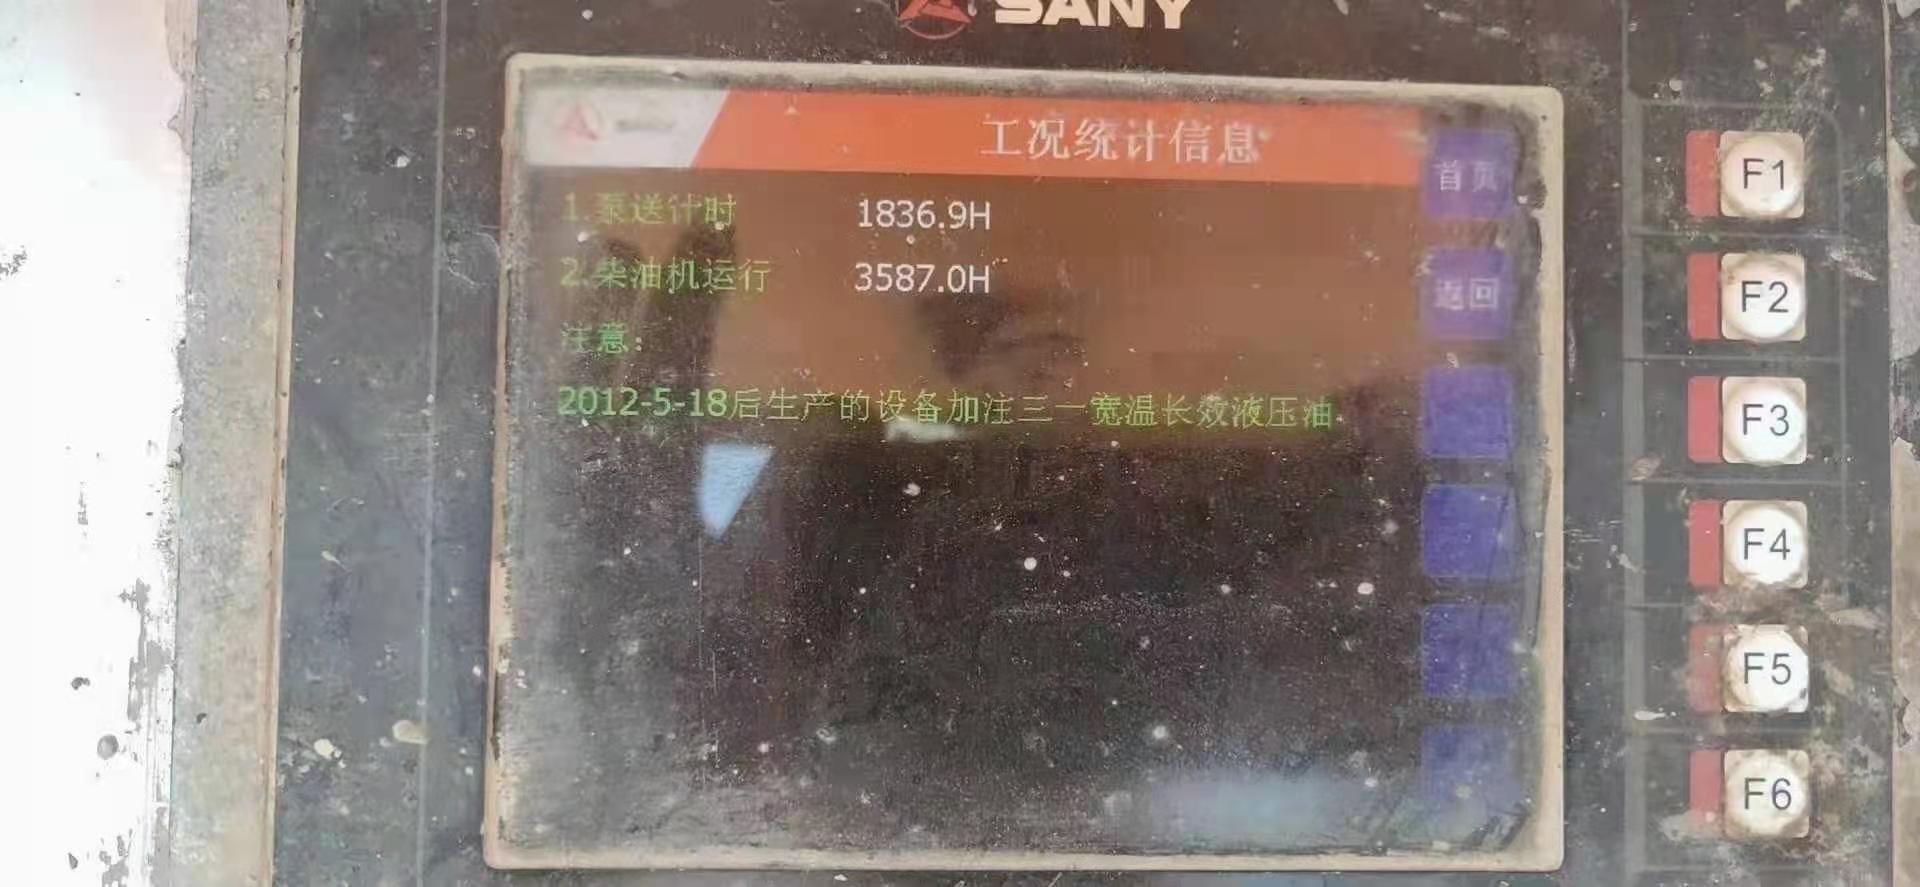 SANY
工况统计信息
首页
1.泵送计时 1836.9H
2.柴油机运行 3587.0H
返回
注意:
2012-5-18后生产的设备加注三一宽温长效液压油
F1
F2
F3
F4
F5
F6